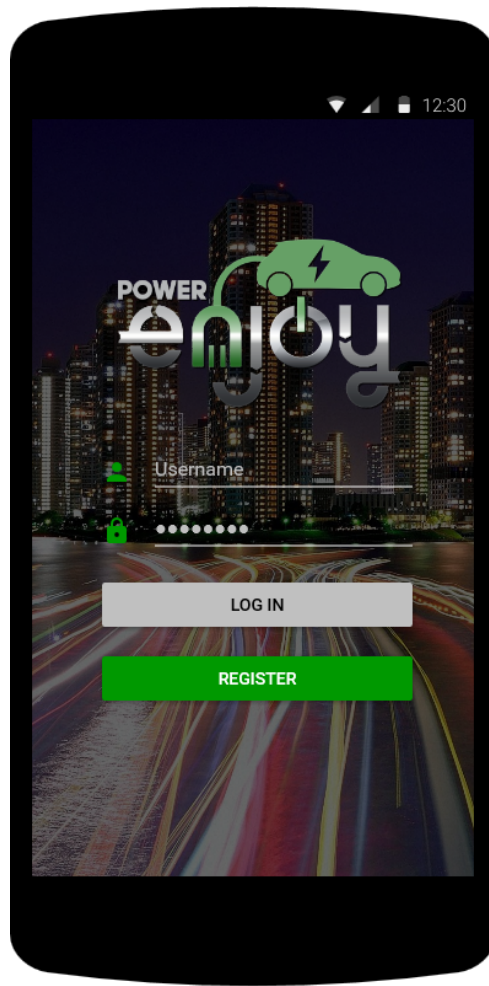 12:30
POWER
enjoy
Username
••••••••
LOG IN
REGISTER